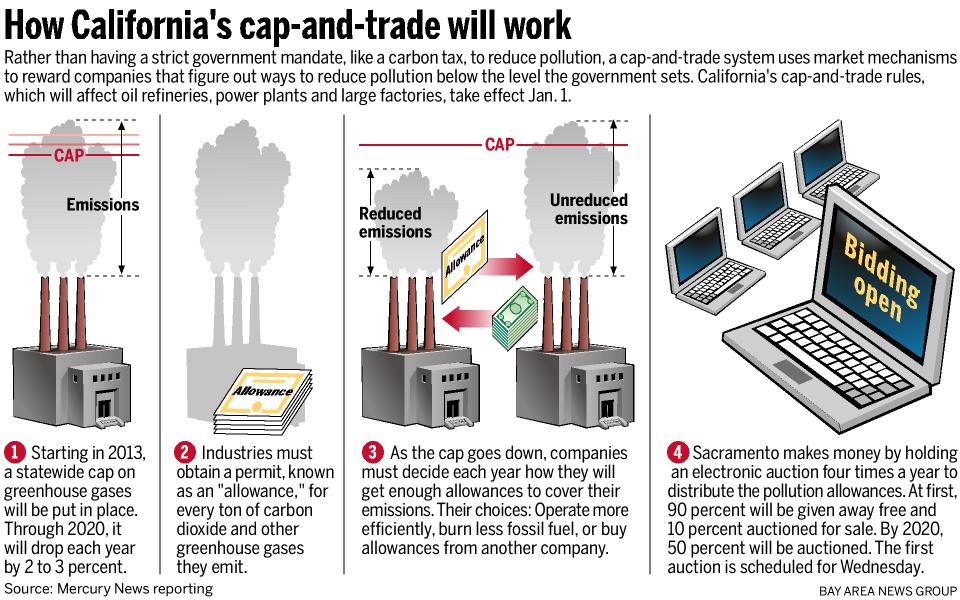 How California's cap-and-trade will work
Rather than having a strict government mandate, like a carbon tax, to reduce pollution, a cap-and-trade system uses market mechanisms
to reward companies that figure out ways to reduce pollution below the level the government sets. California's cap-and-trade rules,
which will affect oil refineries, power plants and large factories, take effect Jan. 1.
CAP
Emissions
1 Starting in 2013,
a statewide cap on
greenhouse gases
will be put in place.
Through 2020, it
will drop each year
by 2 to 3 percent.
Allowance
2 Industries must
obtain a permit, known
as an "allowance," for
every ton of carbon
dioxide and other
greenhouse gases
they emit.
CAP
Reduced
emissions
Unreduced
emissions
Allowance
3 As the cap goes down, companies
must decide each year how they will
get enough allowances to cover their
emissions. Their choices: Operate more
efficiently, burn less fossil fuel, or buy
allowances from another company.
Bidding
open
4 Sacramento makes money by holding
an electronic auction four times a year to
distribute the pollution allowances. At first,
90 percent will be given away free and
10 percent auctioned for sale. By 2020,
50 percent will be auctioned. The first
auction is scheduled for Wednesday.
Source: Mercury News reporting
BAY AREA NEWS GROUP